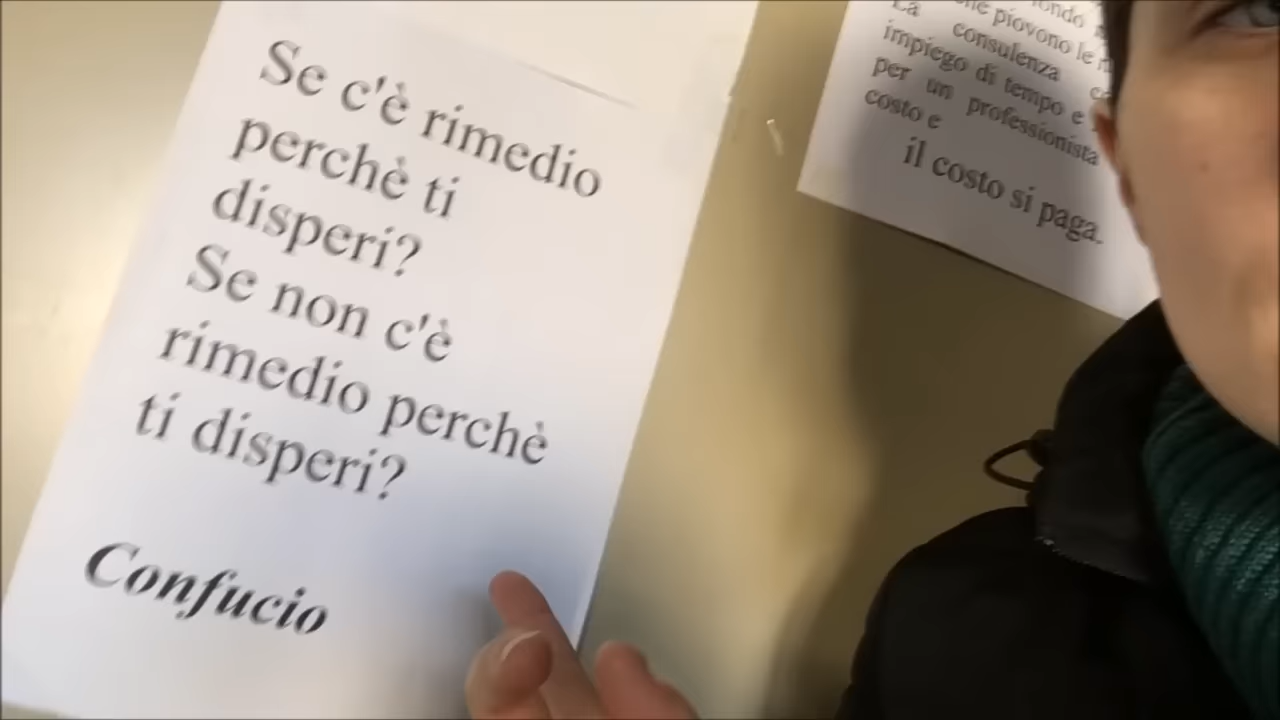 Se c'è rimedio
perchè ti
disperi?
Se non c'è
rimedio perchè
ti disperi?
Confucio
piovono le
La consulenza
impiego di tempo e
per un professionista
costo e
il costo si paga.